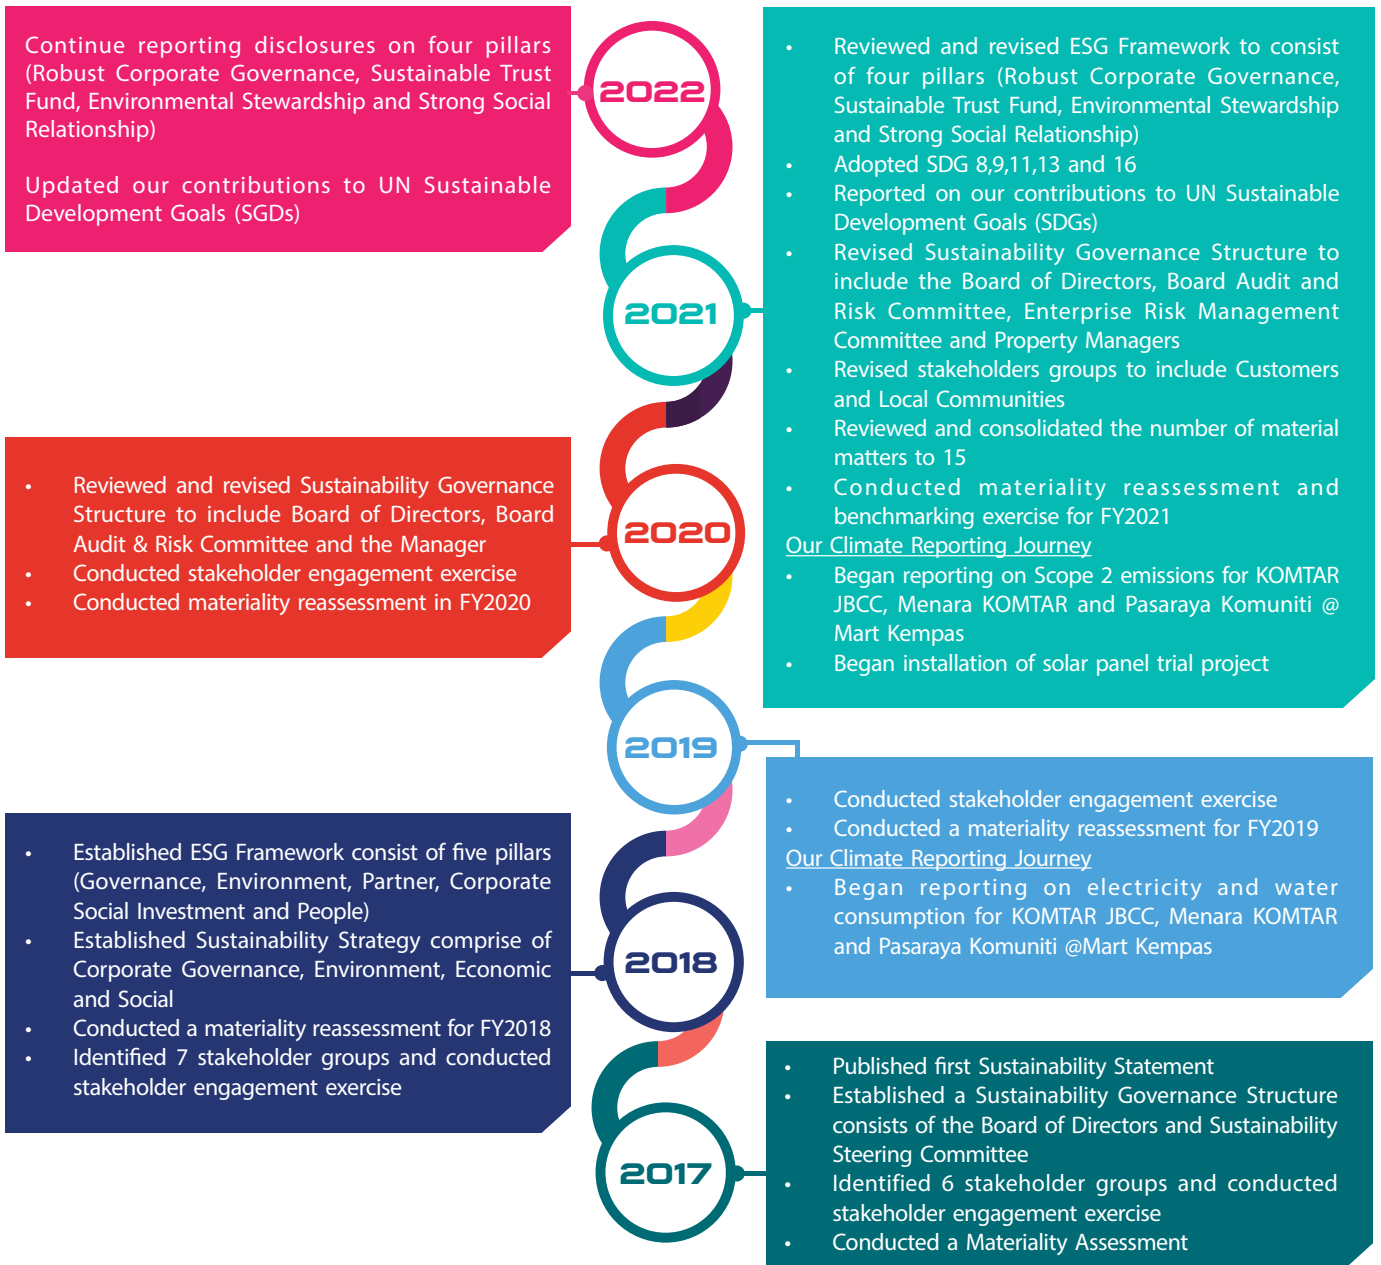 Continue reporting disclosures on four pillars
(Robust Corporate Governance, Sustainable Trust
Fund, Environmental Stewardship and Strong Social
Relationship)
Updated our contributions to UN Sustainable
Development Goals (SGDs)
2022
• Reviewed and revised ESG Framework to consist
of four pillars (Robust Corporate Governance,
Sustainable Trust Fund, Environmental Stewardship
and Strong Social Relationship)
• Adopted SDG 8,9,11,13 and 16
• Reported on our contributions to UN Sustainable
Development Goals (SDGs)
• Revised Sustainability Governance Structure to
include the Board of Directors, Board Audit and
Risk Committee, Enterprise Risk Management
Committee and Property Managers
• Revised stakeholders groups to include Customers
and Local Communities
• Reviewed and consolidated the number of material
matters to 15
• Conducted materiality reassessment and
benchmarking exercise for FY2021
Our Climate Reporting Journey
• Began reporting on Scope 2 emissions for KOMTAR
JBCC, Menara KOMTAR and Pasaraya Komuniti @
Mart Kempas
• Began installation of solar panel trial project
2021
• Reviewed and revised Sustainability Governance
Structure to include Board of Directors, Board
Audit & Risk Committee and the Manager
• Conducted stakeholder engagement exercise
• Conducted materiality reassessment in FY2020
2020
2019
• Conducted stakeholder engagement exercise
• Conducted a materiality reassessment for FY2019
Our Climate Reporting Journey
• Began reporting on electricity and water
consumption for KOMTAR JBCC, Menara KOMTAR
and Pasaraya Komuniti @Mart Kempas
• Established ESG Framework consist of five pillars
(Governance, Environment, Partner, Corporate
Social Investment and People)
• Established Sustainability Strategy comprise of
Corporate Governance, Environment, Economic
and Social
• Conducted a materiality reassessment for FY2018
• Identified 7 stakeholder groups and conducted
stakeholder engagement exercise
2018
• Published first Sustainability Statement
• Established a Sustainability Governance Structure
consists of the Board of Directors and Sustainability
Steering Committee
• Identified 6 stakeholder groups and conducted
stakeholder engagement exercise
• Conducted a Materiality Assessment
2017